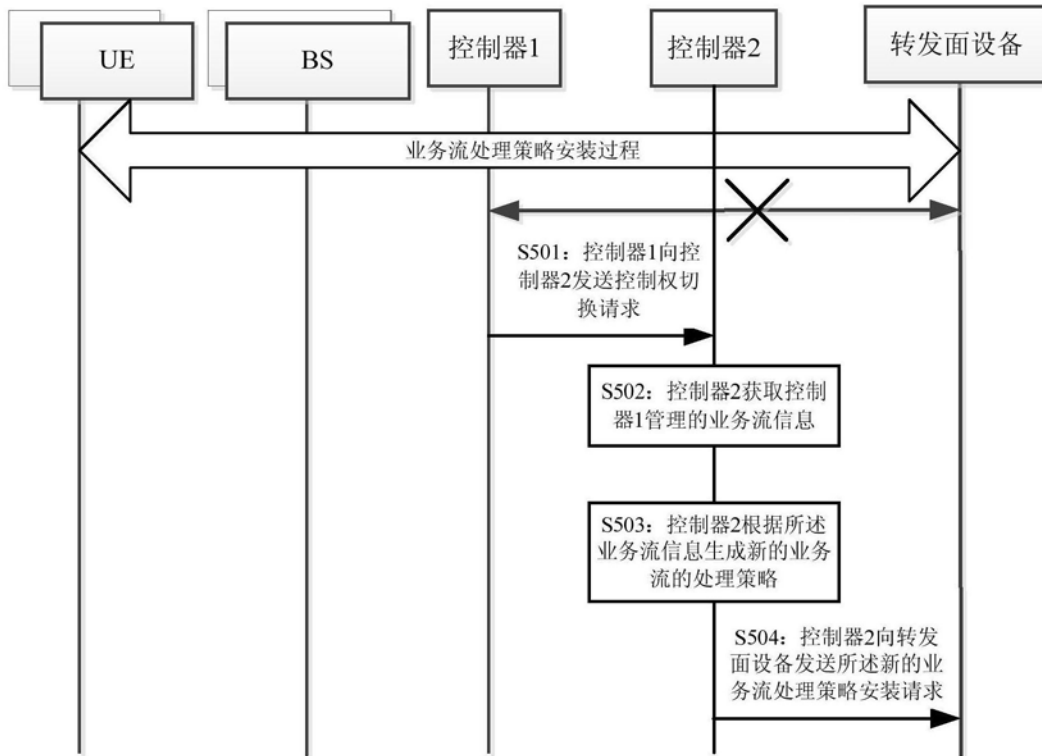 UE
BS
控制器1
控制器2
转发面设备
业务流处理策略安装过程
S501：控制器1向控
制器2发送控制权切
换请求
S502：控制器2获取控制
器1管理的业务流信息
S503：控制器2根据所述
业务流信息生成新的业务
流的处理策略
S504：控制器2向转发
面设备发送所述新的业
务流处理策略安装请求